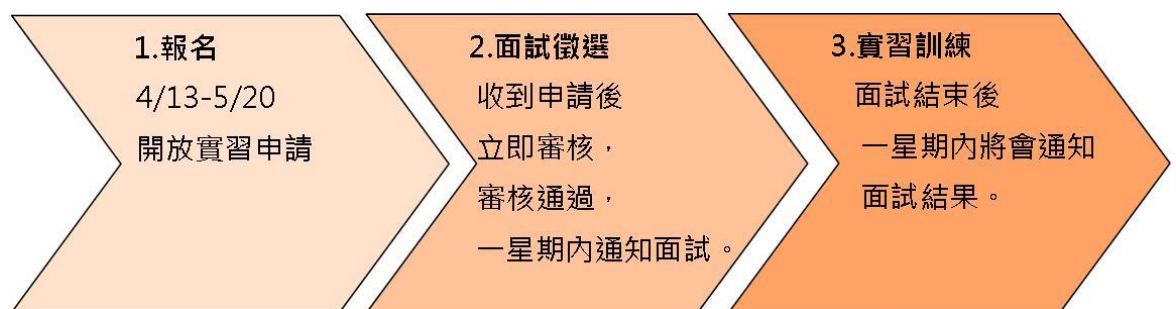 1.報名
4/13-5/20
開放實習申請
2.面試徵選
收到申請後
立即審核，
審核通過，
一星期內通知面試。
3.實習訓練
面試結束後
一星期內將會通知
面試結果。